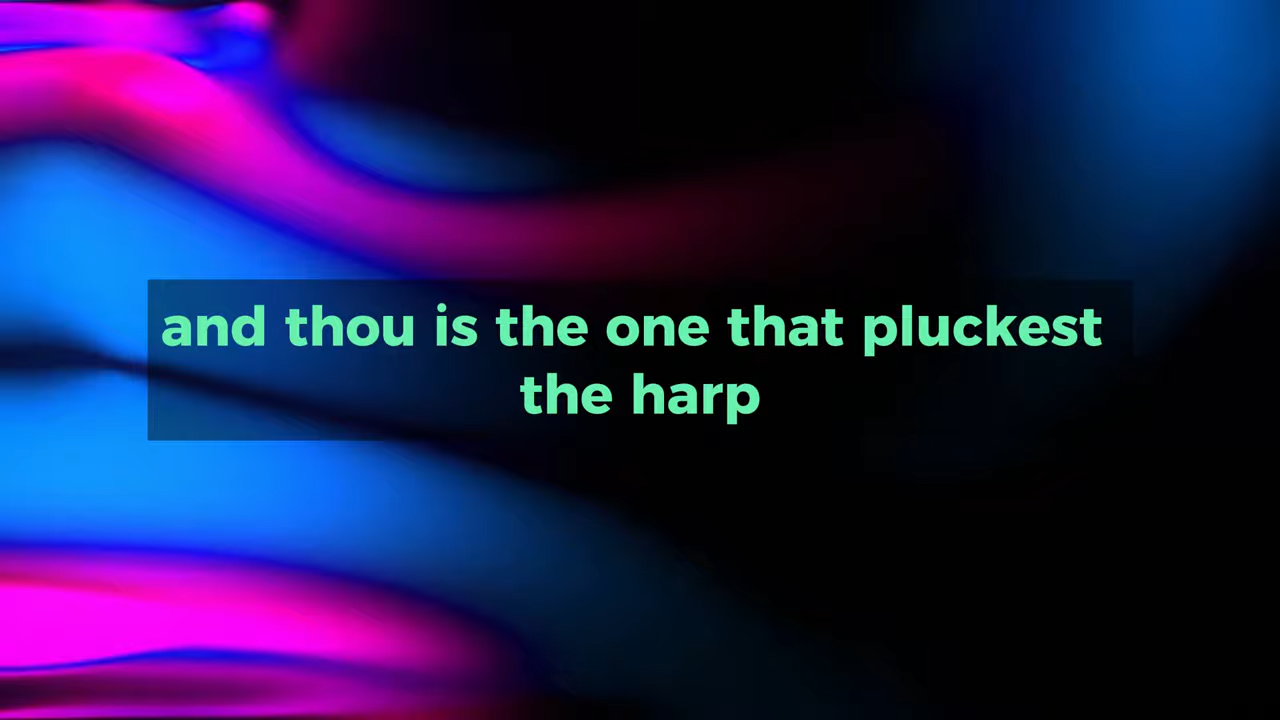 and thou is the one that pluckest
the harp